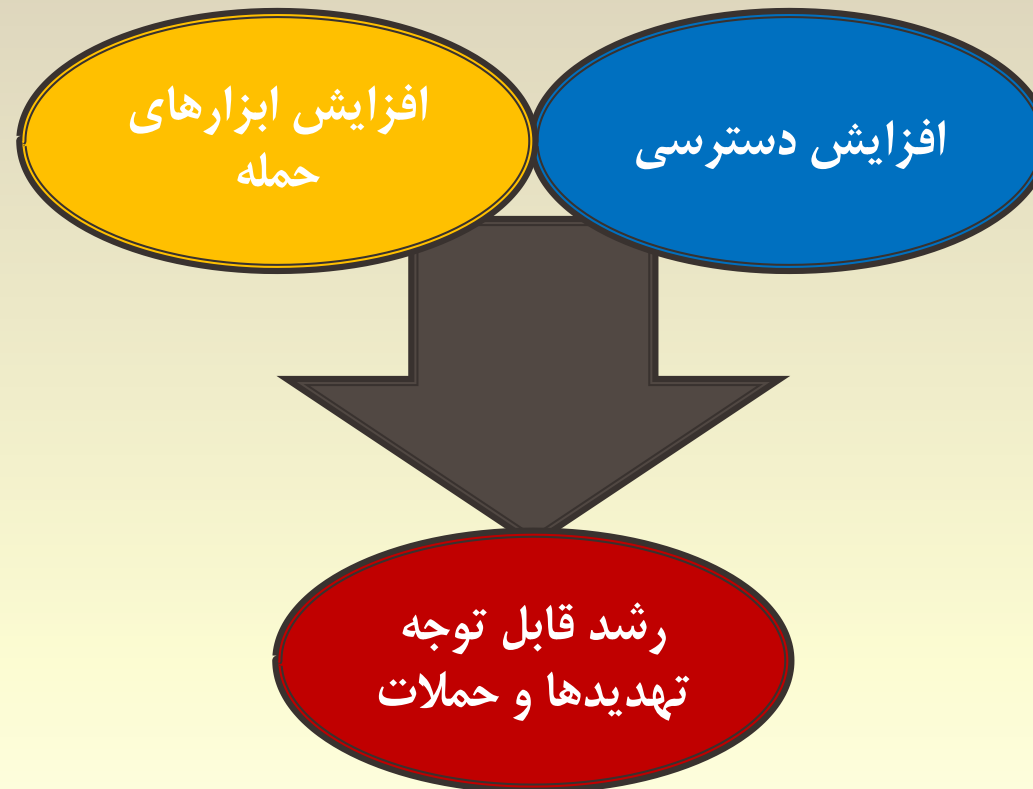 افزایش دسترسی
افزایش ابزارهای
حمله
رشد قابل توجه
تهدیدها و حملات